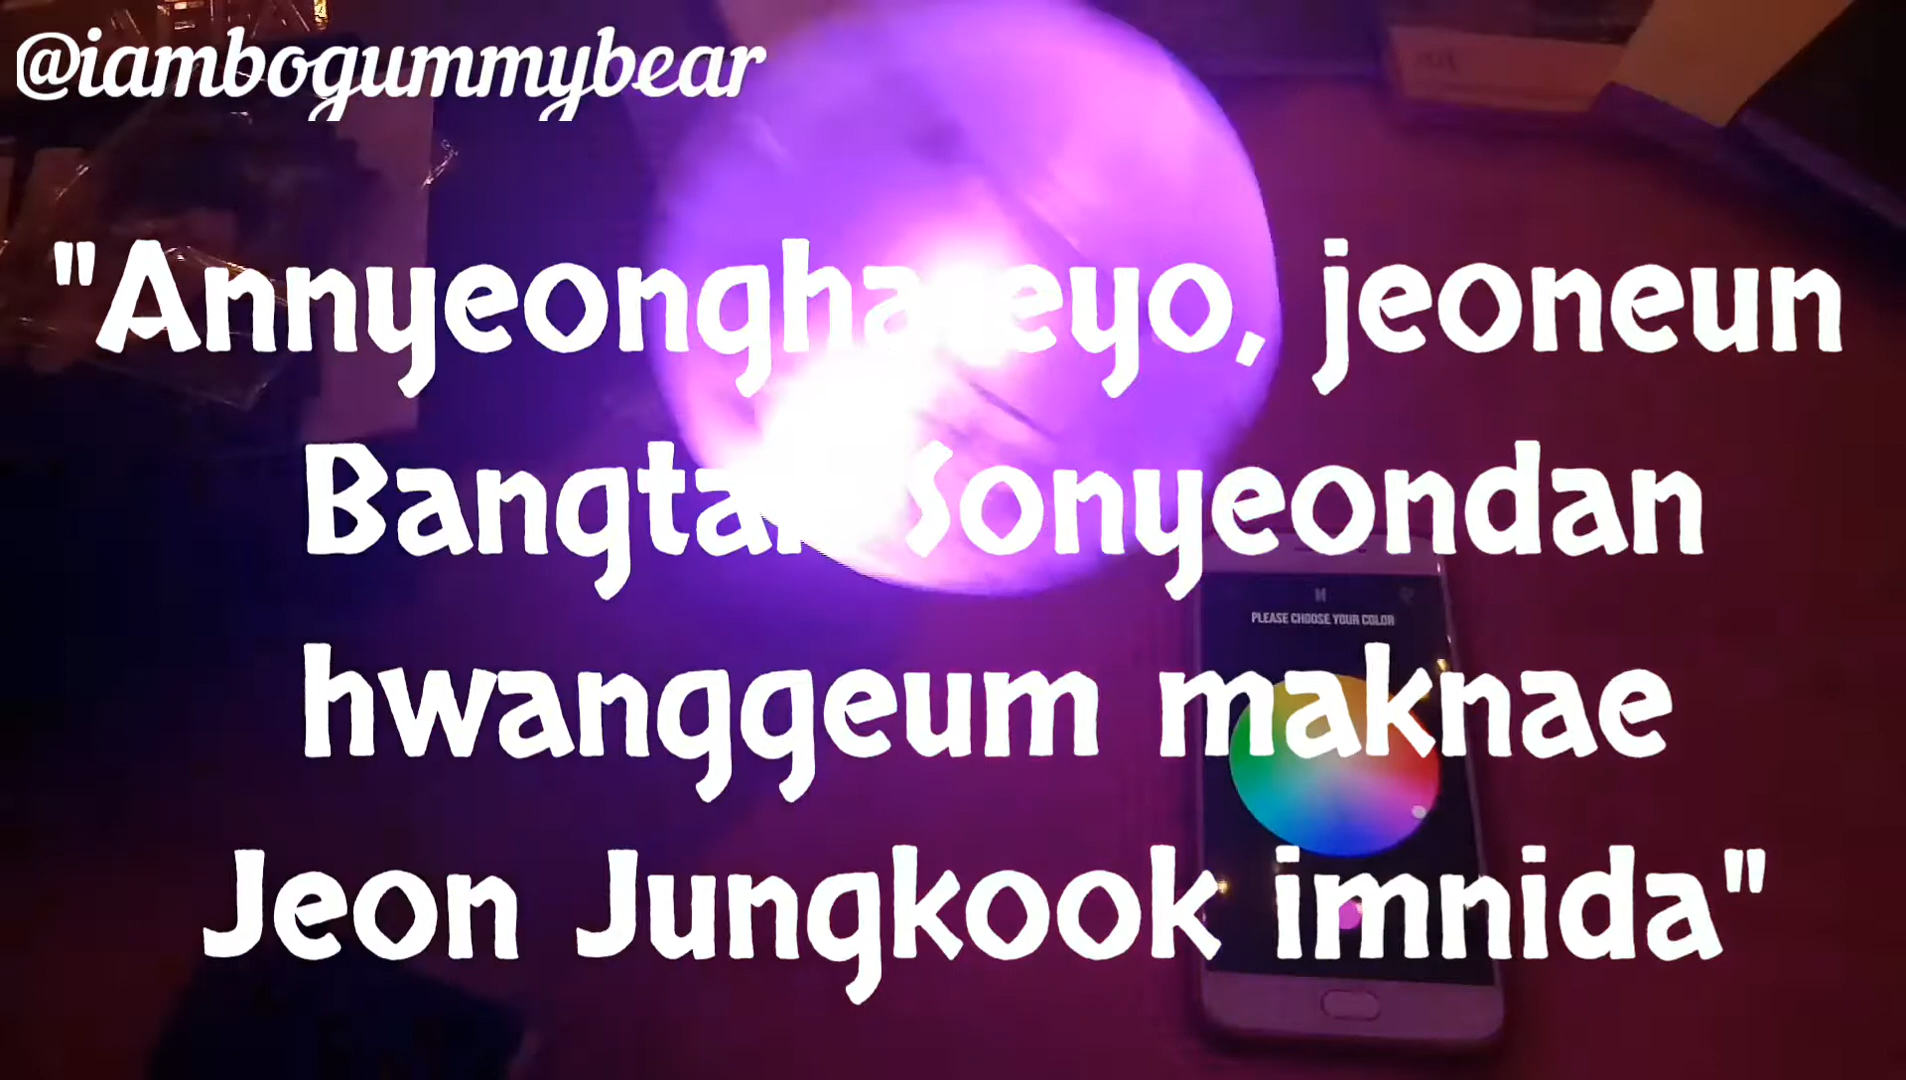 @iambogummybear
"Annyeonghaseyo, jeoneun
Bangtan Sonyeondan
PLEASE CHOOSE YOUR COLOR
hwanggeum maknae
Jeon Jungkook imnida"